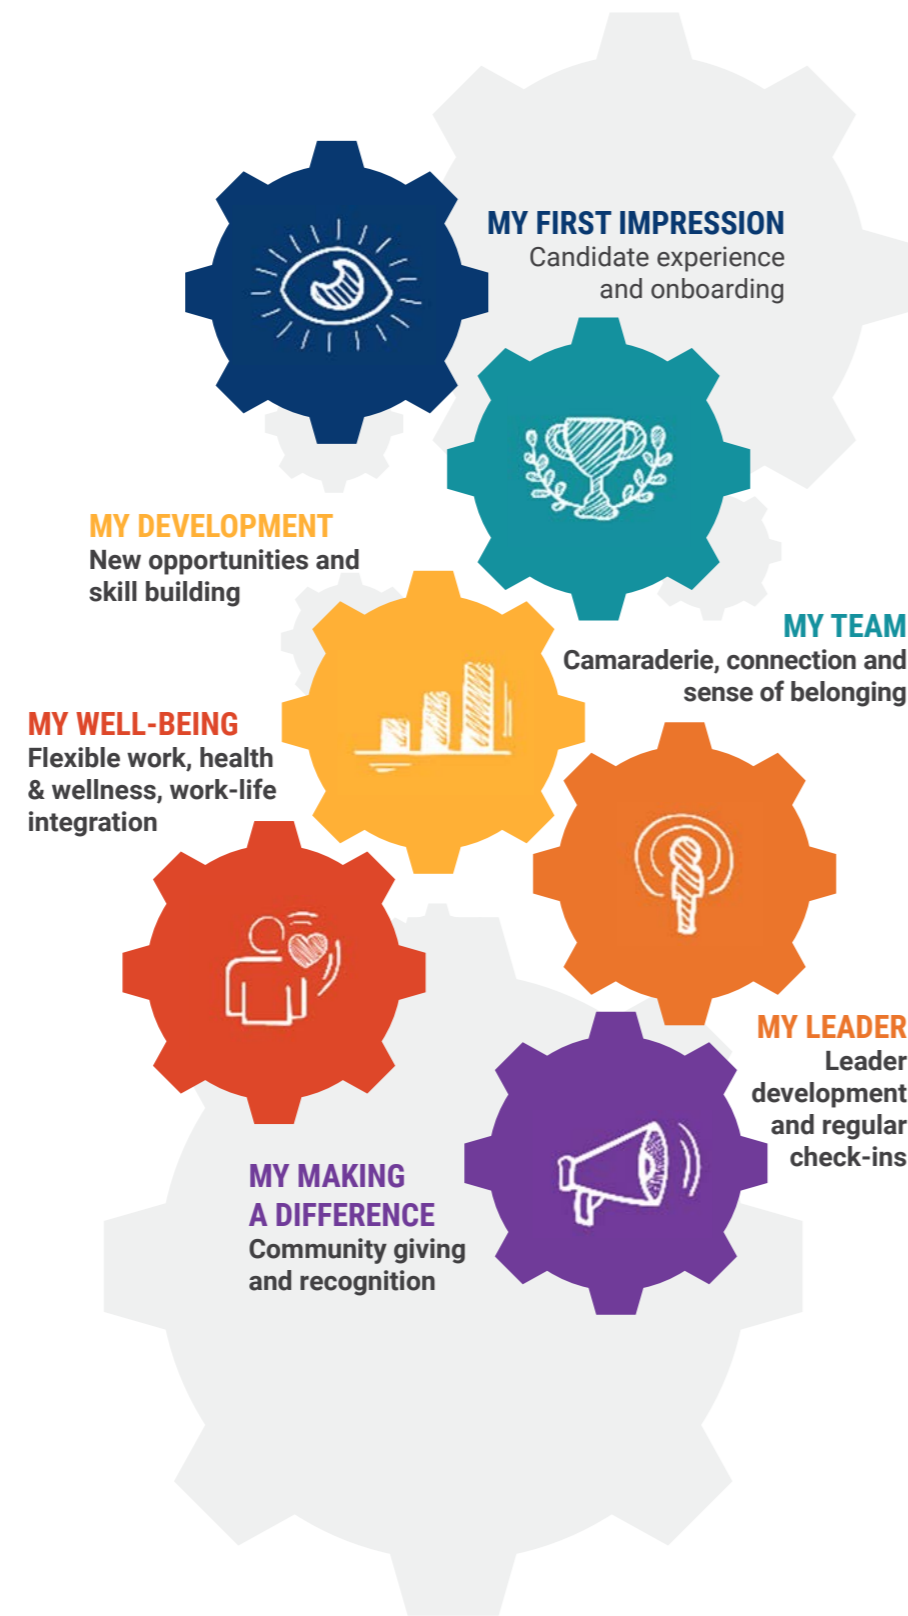 MY FIRST IMPRESSION
Candidate experience
and onboarding
MY DEVELOPMENT
New opportunities and
skill building
MY TEAM
Camaraderie, connection and
sense of belonging
MY WELL-BEING
Flexible work, health
& wellness, work-life
integration
MY LEADER
Leader
development
and regular
check-ins
MY MAKING
A DIFFERENCE
Community giving
and recognition